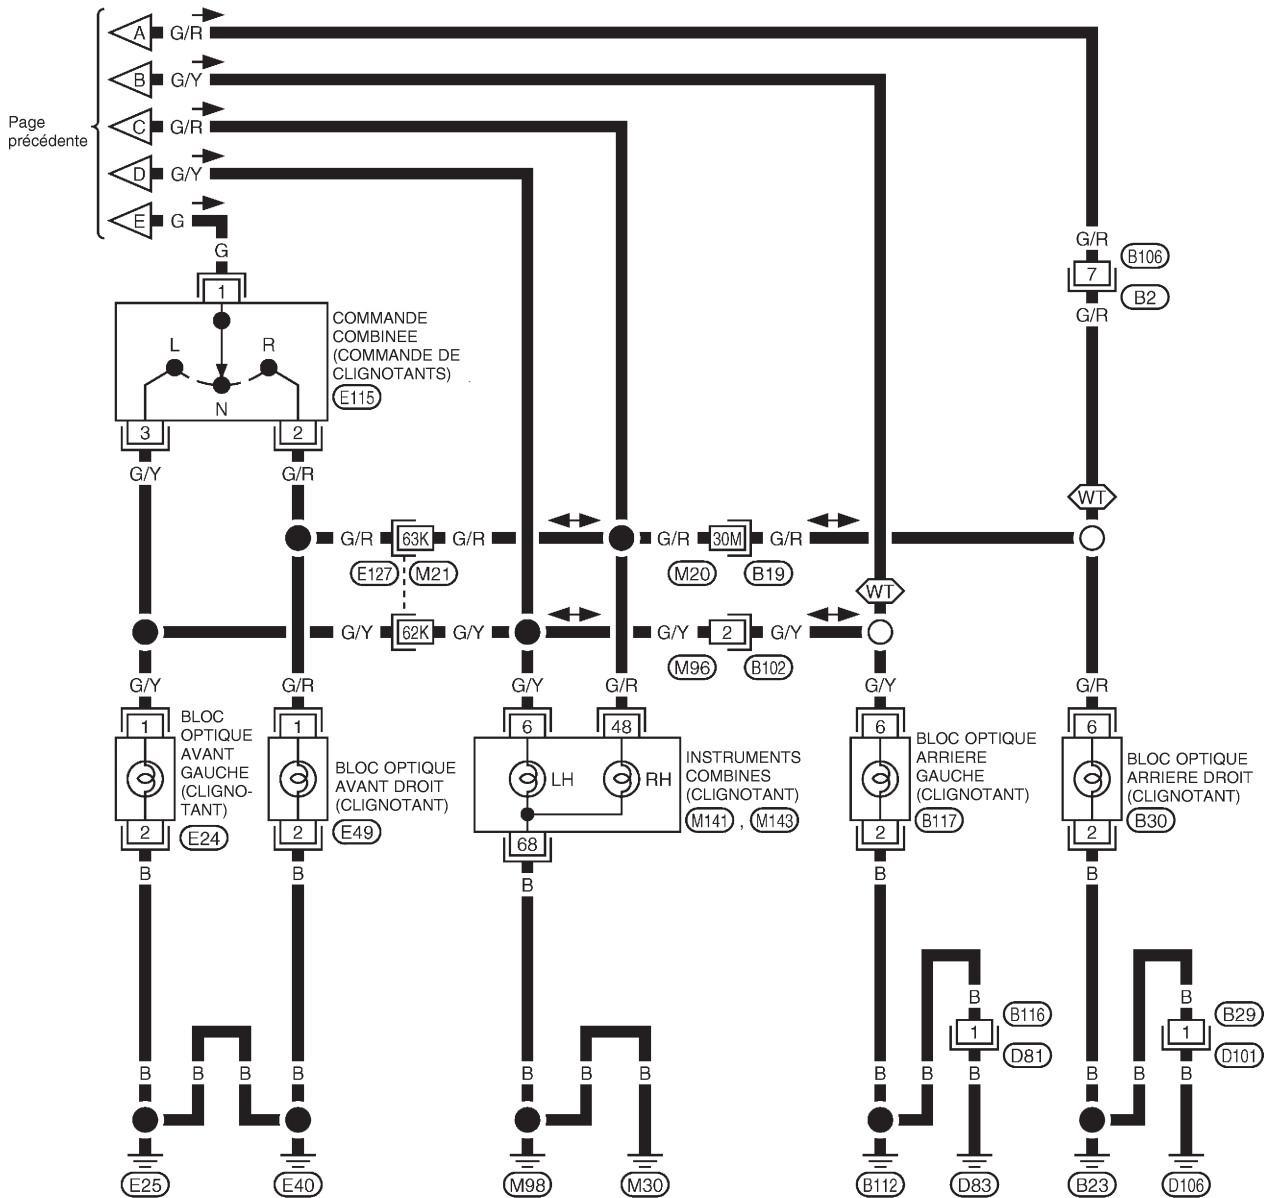 A G/R
B G/Y
C G/R
D G/Y
E G
Page
précédente
G
1
COMMANDE
COMBINEE
(COMMANDE DE
CLIGNOTANTS)
E115
L R
N
3 2
G/Y G/R
G/R
7
B106
B2
G/R
WT
G/R 63K G/R G/R 30M G/R
E127 M21 M20 B19
WT
G/Y 62K G/Y G/Y 2 G/Y
M96 B102
G/Y G/R G/Y G/R G/Y G/R
1 1 6 48 6 6
BLOC
OPTIQUE
AVANT
GAUCHE
(CLIGNO-
TANT)
E24
BLOC OPTIQUE
AVANT DROIT
(CLIGNOTANT)
E49
LH RH
INSTRUMENTS
COMBINES
(CLIGNOTANT)
M141 , M143
BLOC OPTIQUE
ARRIERE
GAUCHE
(CLIGNOTANT)
B117
BLOC OPTIQUE
ARRIERE DROIT
(CLIGNOTANT)
B30
2 2 68 2 2
B B B B B
B B
1 B116 1 B29
D81 D101
B B B B B B B B B B B B
E25 E40 M98 M30 B112 D83 B23 D106